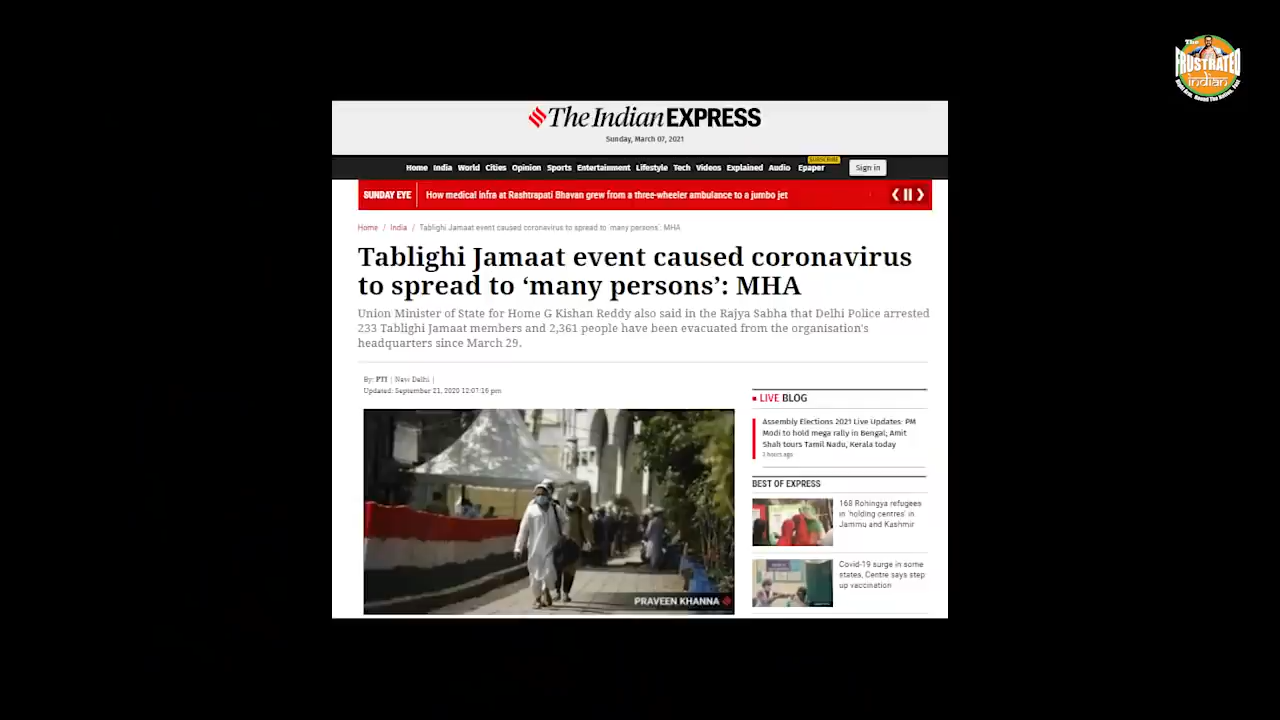 The
FRUSTRATED
indian
The Indian EXPRESS
Sunday, March 07, 2021
SUBSCRIBE
Home India World Cities Opinion Sports Entertainment Lifestyle Tech Videos Explained Audio Epaper Sign in
SUNDAY EYE How medical infra at Rashtrapati Bhavan grew from a three-wheeler ambulance to a jumbo jet
Home / India / Tablighi Jamaat event caused coronavirus to spread to 'many persons': MHA
Tablighi Jamaat event caused coronavirus
to spread to ‘many persons’: MHA
Union Minister of State for Home G Kishan Reddy also said in the Rajya Sabha that Delhi Police arrested
233 Tablighi Jamaat members and 2,361 people have been evacuated from the organisation's
headquarters since March 29.
By: PTI | New Delhi |
Updated: September 21, 2020 12:07:16 pm
PRAVEEN KHANNA
LIVE BLOG
Assembly Elections 2021 Live Updates: PM
Modi to hold mega rally in Bengal; Amit
Shah tours Tamil Nadu, Kerala today
2 hours ago
BEST OF EXPRESS
168 Rohingya refugees
in 'holding centres' in
Jammu and Kashmir
Covid-19 surge in some
states, Centre says step
up vaccination